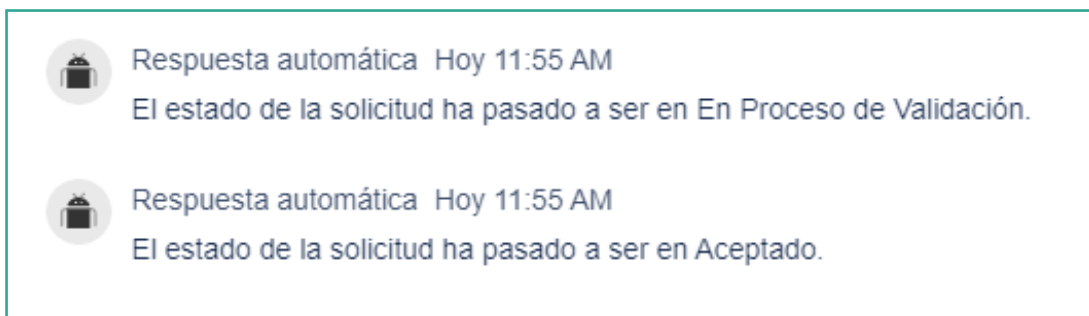 Respuesta automática Hoy 11:55 AM
El estado de la solicitud ha pasado a ser en En Proceso de Validación.
Respuesta automática Hoy 11:55 AM
El estado de la solicitud ha pasado a ser en Aceptado.